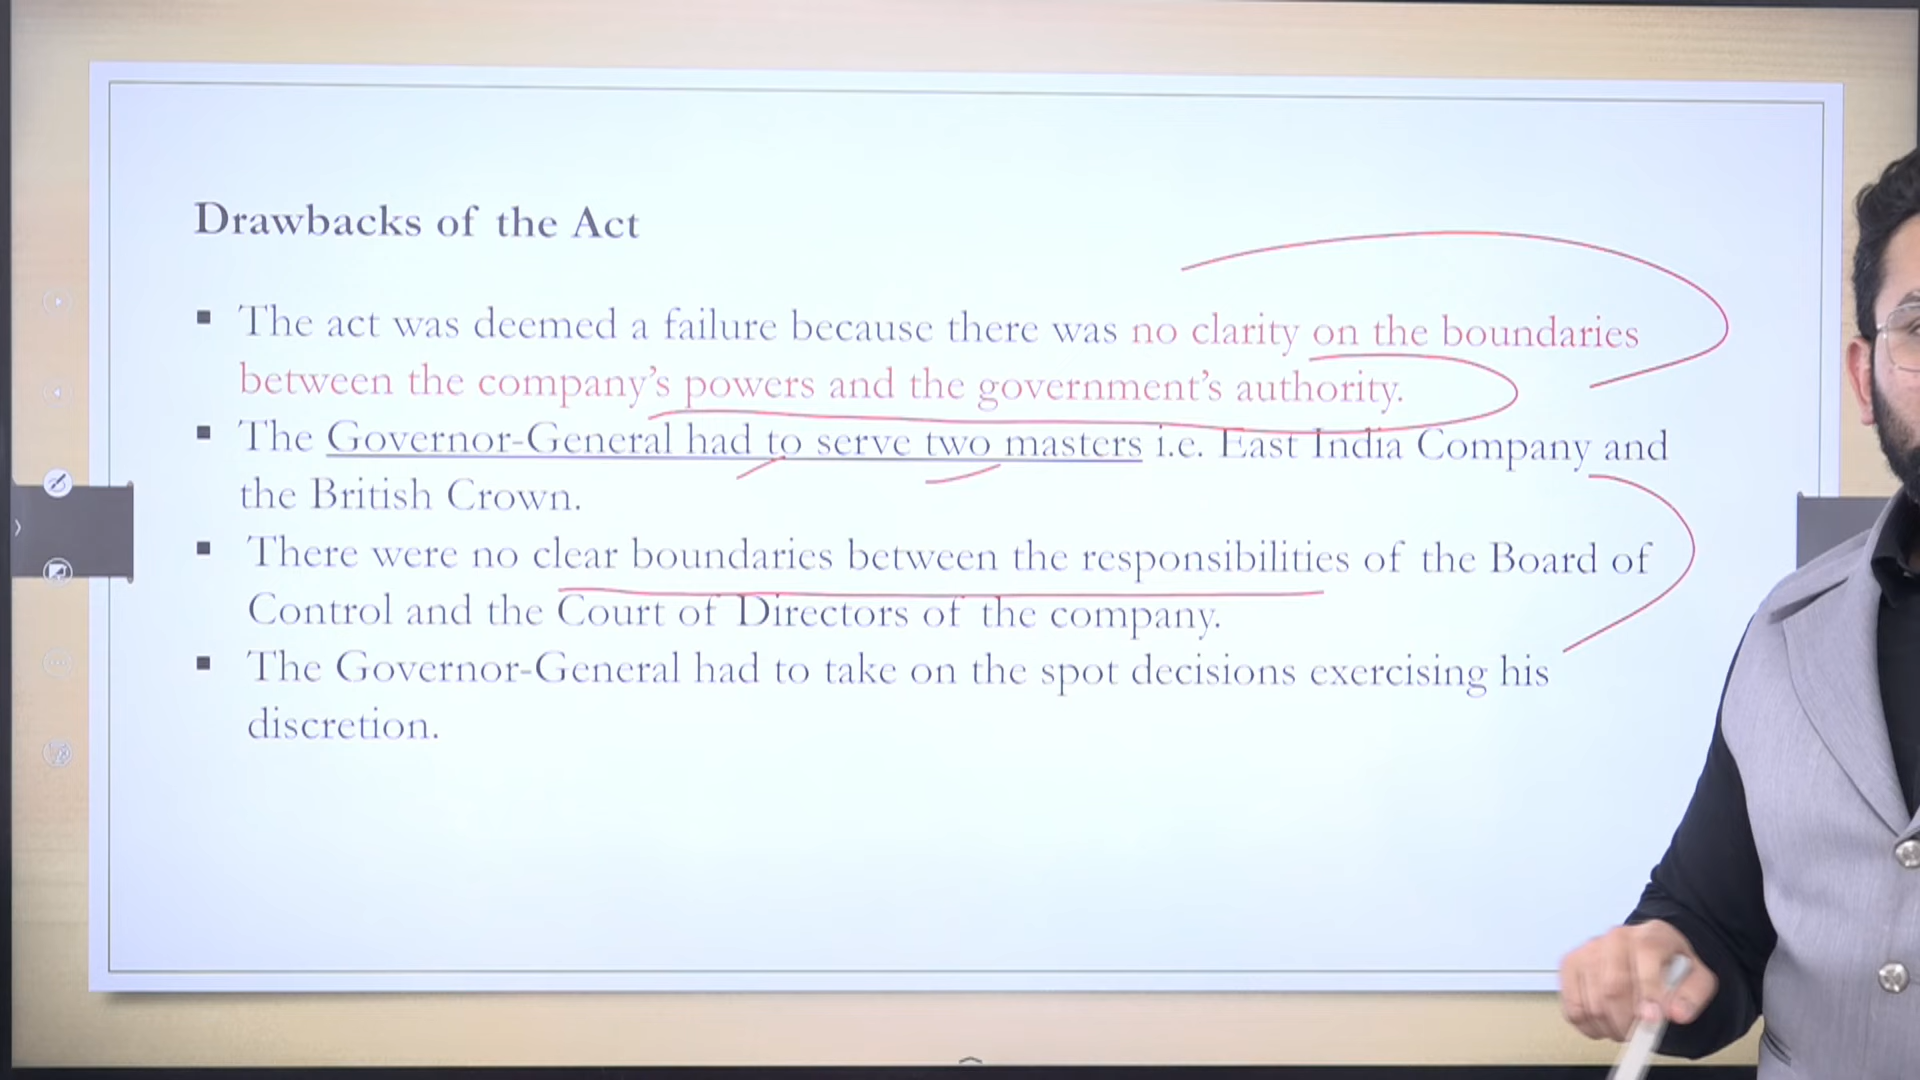 Drawbacks of the Act
▪ The act was deemed a failure because there was no clarity on the boundaries
between the company's powers and the government's authority.
▪ The Governor-General had to serve two masters i.e. East India Company and
the British Crown.
▪ There were no clear boundaries between the responsibilities of the Board of
Control and the Court of Directors of the company.
▪ The Governor-General had to take on the spot decisions exercising his
discretion.